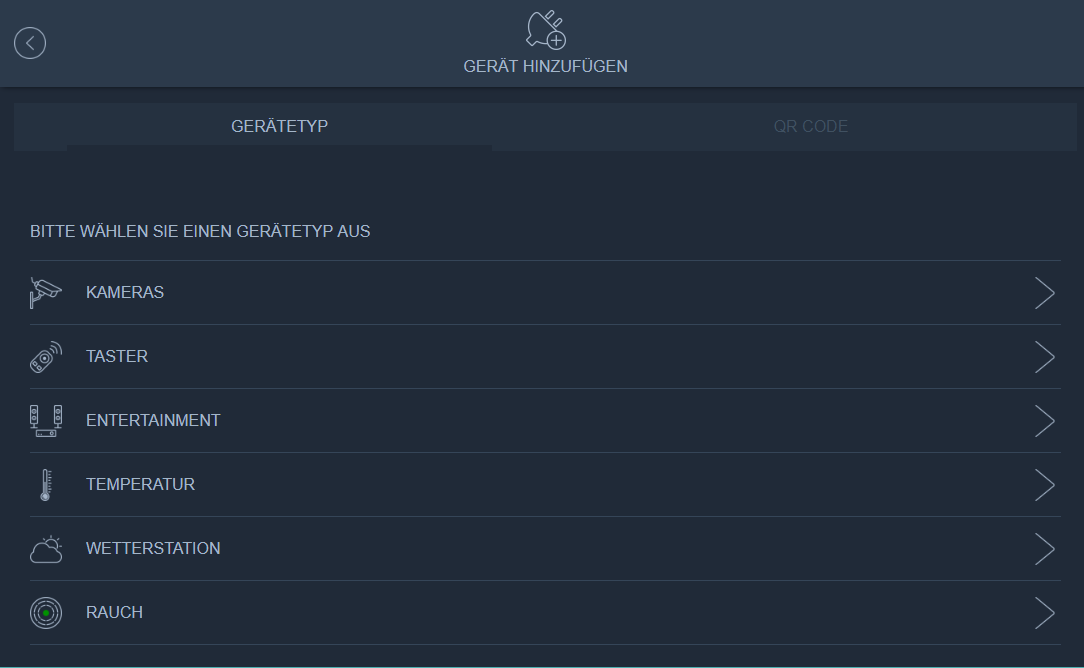 GERÄT HINZUFÜGEN
GERÄTETYP
QR CODE
BITTE WÄHLEN SIE EINEN GERÄTETYP AUS
KAMERAS
TASTER
ENTERTAINMENT
TEMPERATUR
WETTERSTATION
RAUCH